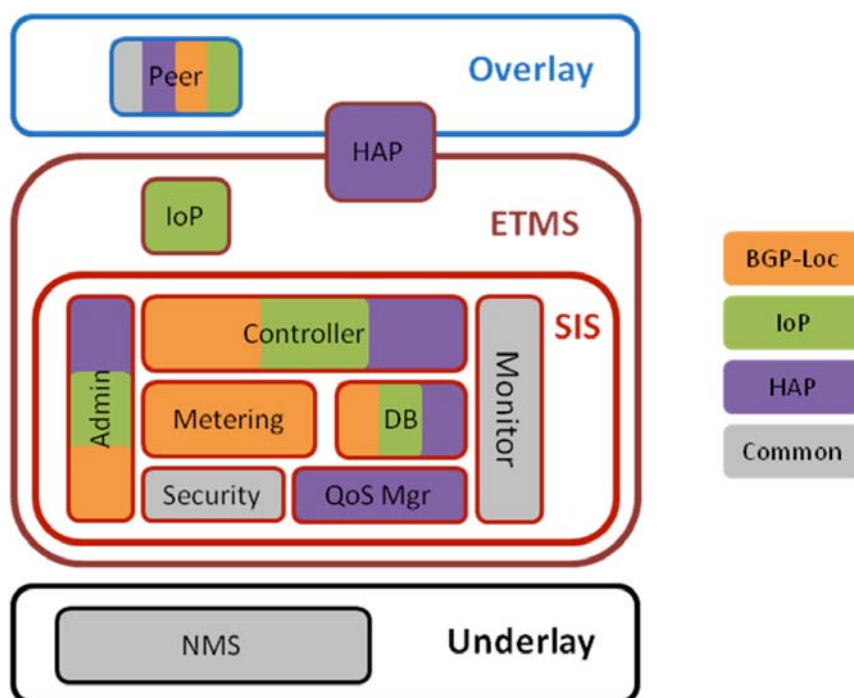 Peer
Overlay
HAP
IoP
ETMS
SIS
Admin
Controller
Monitor
Metering
DB
Security
QoS Mgr
NMS
Underlay
BGP-Loc
IoP
HAP
Common